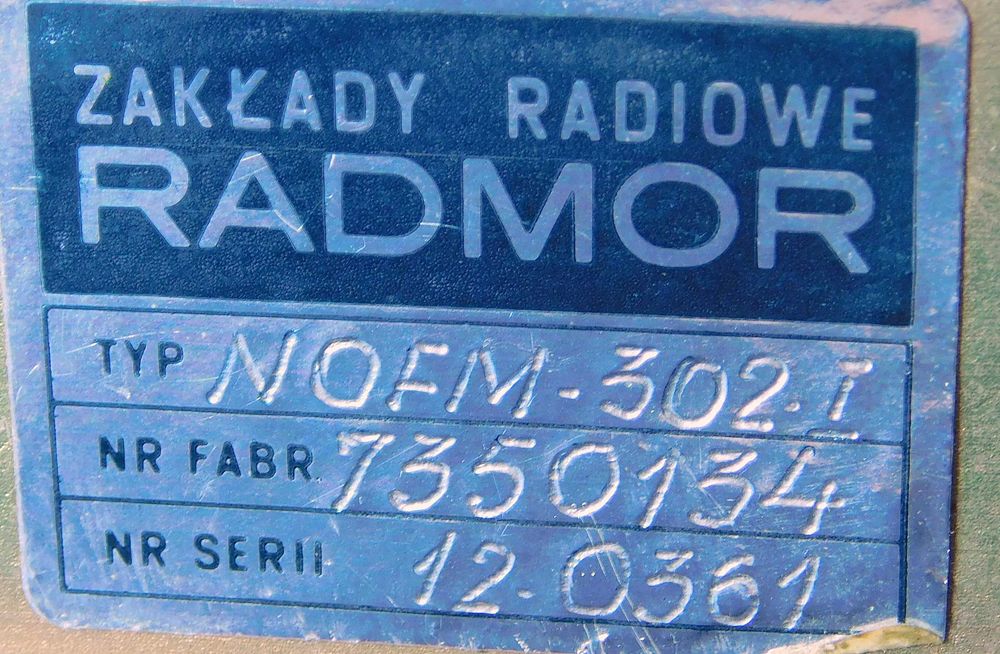 ZAKŁADY RADIOWE
RADMOR
TYP NOFM-302.I
NR FABR. 7350134
NR SERII 12.0361